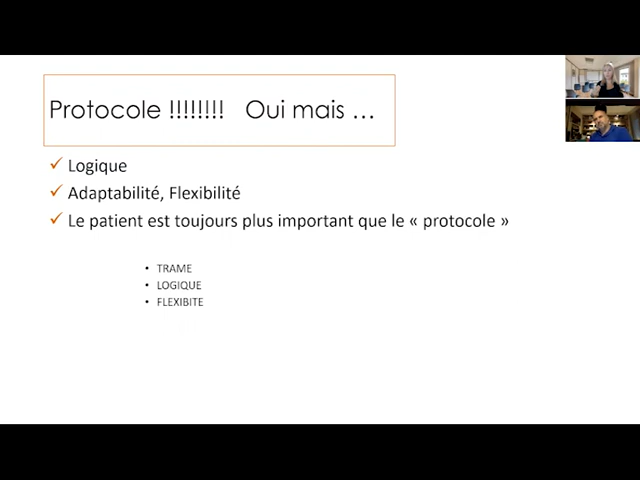 Protocole !!!!!!!! Oui mais …
Logique
Adaptabilité, Flexibilité
Le patient est toujours plus important que le « protocole »
TRAME
LOGIQUE
FLEXIBITE